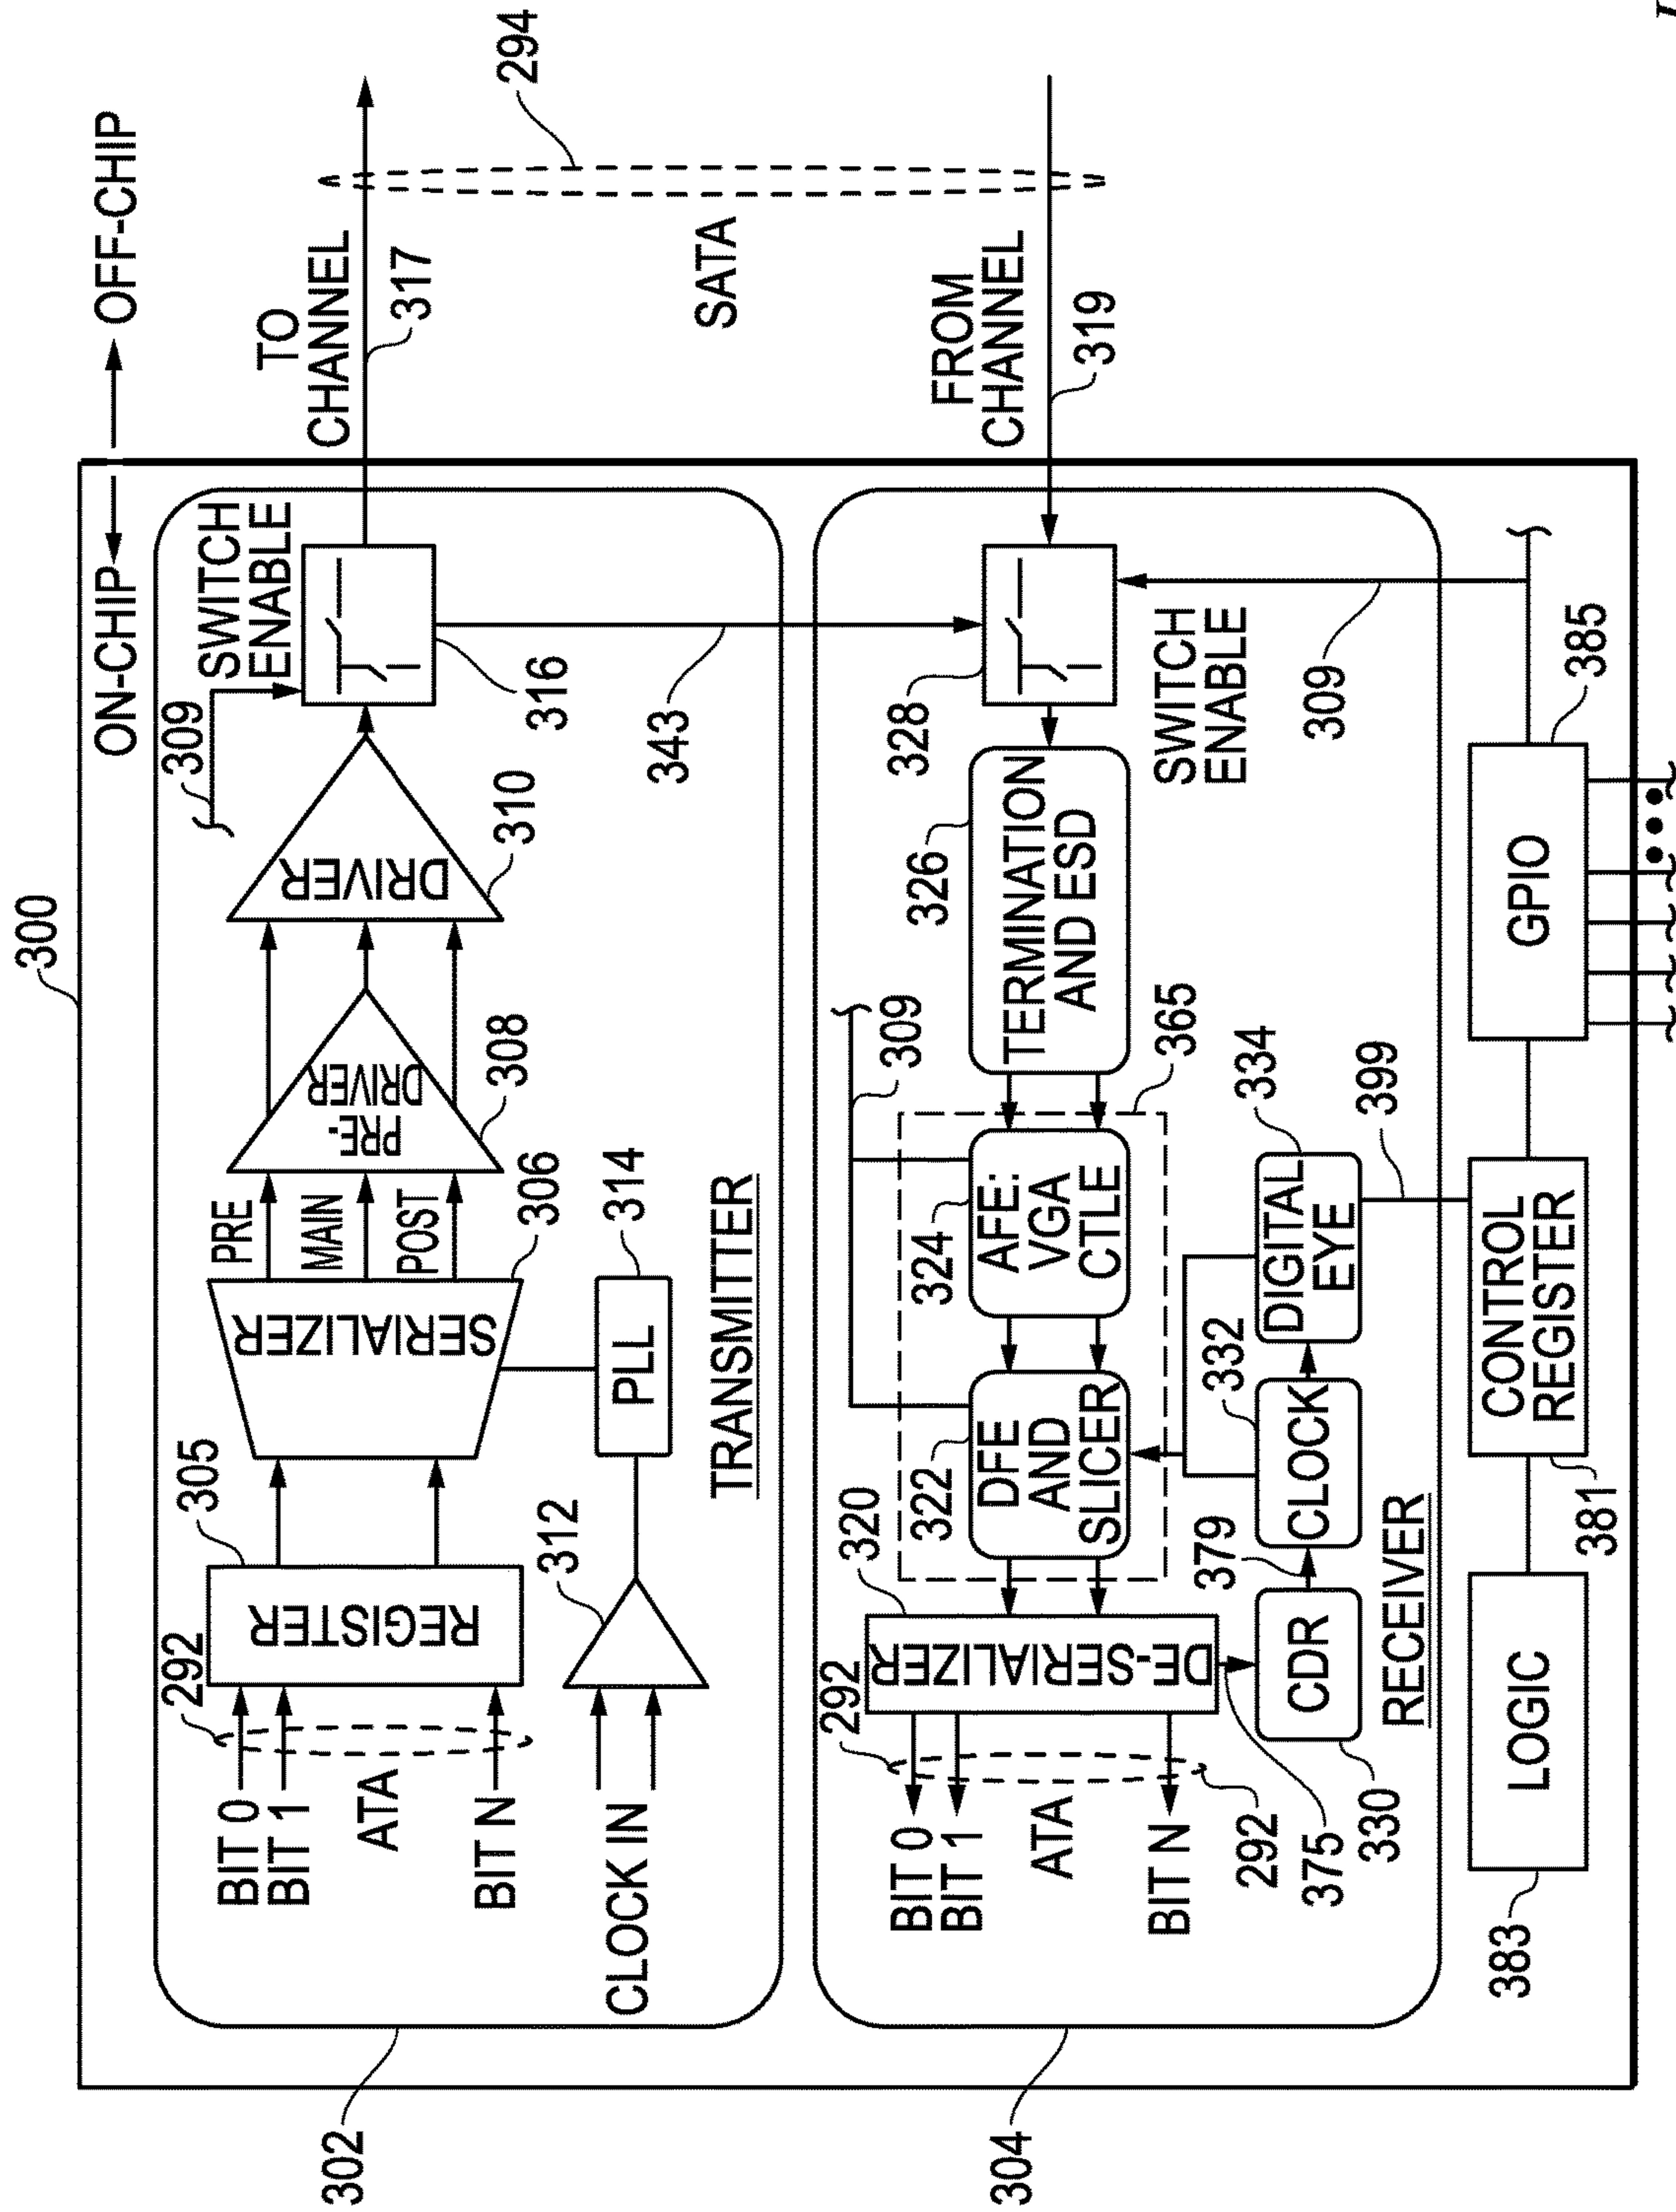 300
ON-CHIP
OFF-CHIP
302
292
BIT 0
BIT 1
ATA
BIT N
REGISTER
305
SERIALIZER
306
PRE
MAIN
POST
PRE-
DRIVER
308
DRIVER
310
309
SWITCH
ENABLE
316
TO
CHANNEL
317
294
SATA
CLOCK IN
312
PLL
314
TRANSMITTER
343
304
292
BIT 0
BIT 1
ATA
BIT N
292
DE-SERIALIZER
320
DFE
AND
SLICER
322
AFE:
VGA
CTLE
324
309
365
TERMINATION
AND ESD
326
328
SWITCH
ENABLE
309
FROM
CHANNEL
319
375
CDR
330
379
CLOCK
332
DIGITAL
EYE
334
399
RECEIVER
LOGIC
383
CONTROL
REGISTER
381
GPIO
385